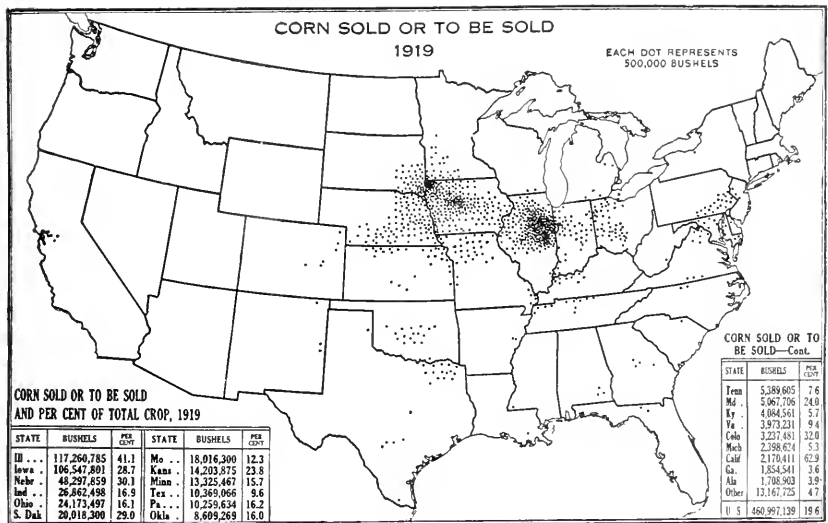 CORN SOLD OR TO BE SOLD
1919
EACH DOT REPRESENTS
500,000 BUSHELS
CORN SOLD OR TO BE SOLD
AND PER CENT OF TOTAL CROP, 1919
STATE BUSHELS PER CENT STATE BUSHELS PER CENT
Ill ... 117,260,785 41.1 Mo .. 18,016,300 12.3
Iowa . 106,547,801 28.7 Kans . 14,203,875 23.8
Nebr . 48,297,859 30.1 Minn . 13,325,467 15.7
Ind .. 26,862,498 16.9 Tex .. 10,369,066 9.6
Ohio . 24,173,497 16.1 Pa... 10,259,634 16.2
S. Dak 20,018,300 29.0 Okla . 8,609,269 16.0
CORN SOLD OR TO
BE SOLD—Cont.
STATE BUSHELS PER CENT
Tenn 5,389,605 7.6
Md . 5,067,706 24.0
Ky . 4,084,561 5.7
Va . 3,973,231 9.4
Colo 3,237,481 32.0
Mich 2,398,624 5.3
Calif 2,170,411 62.9
Ga. 1,854,541 3.6
Ala 1,708,903 3.9
Other 13,167,725 4.7
U S 460,997,139 19.6